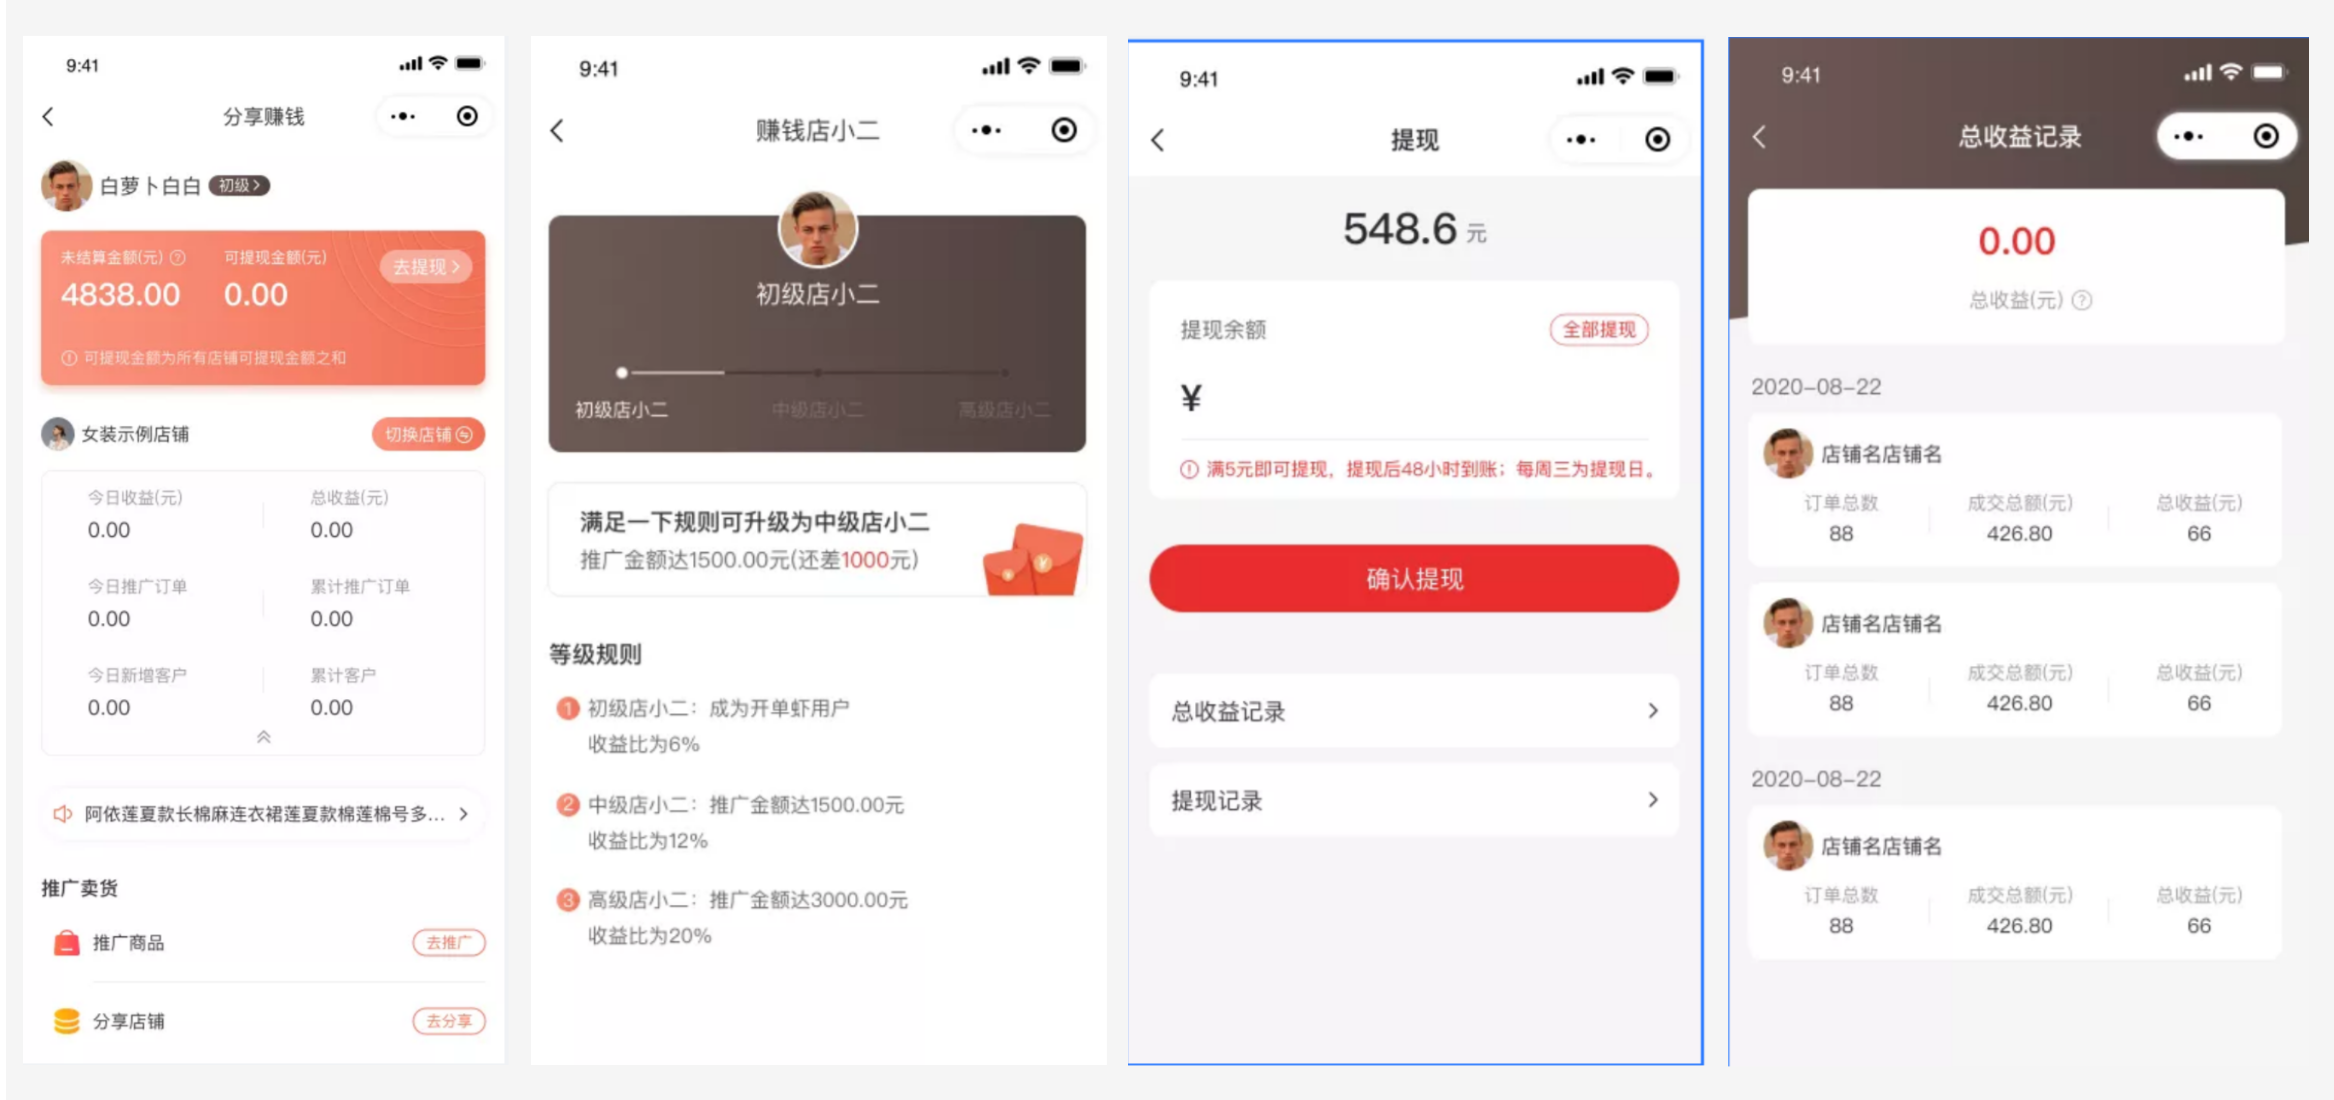 9:41
分享赚钱
白萝卜白白 初级
未结算金额(元) 可提现金额(元)
去提现
4838.00 0.00
可提现金额为所有店铺可提现金额之和
女装示例店铺 切换店铺
今日收益(元) 总收益(元)
0.00 0.00
今日推广订单 累计推广订单
0.00 0.00
今日新增客户 累计客户
0.00 0.00
阿依莲夏款长棉麻连衣裙莲夏款棉莲棉号多...
推广卖货
推广商品 去推广
分享店铺 去分享
9:41
赚钱店小二
初级店小二
初级店小二 中级店小二 高级店小二
满足一下规则可升级为中级店小二
推广金额达1500.00元(还差1000元)
等级规则
1 初级店小二：成为开单虾用户
收益比为6%
2 中级店小二：推广金额达1500.00元
收益比为12%
3 高级店小二：推广金额达3000.00元
收益比为20%
9:41
提现
548.6 元
提现余额 全部提现
¥
满5元即可提现，提现后48小时到账；每周三为提现日。
确认提现
总收益记录
提现记录
9:41
总收益记录
0.00
总收益(元)
2020-08-22
店铺名店铺名
订单总数 成交总额(元) 总收益(元)
88 426.80 66
店铺名店铺名
订单总数 成交总额(元) 总收益(元)
88 426.80 66
2020-08-22
店铺名店铺名
订单总数 成交总额(元) 总收益(元)
88 426.80 66